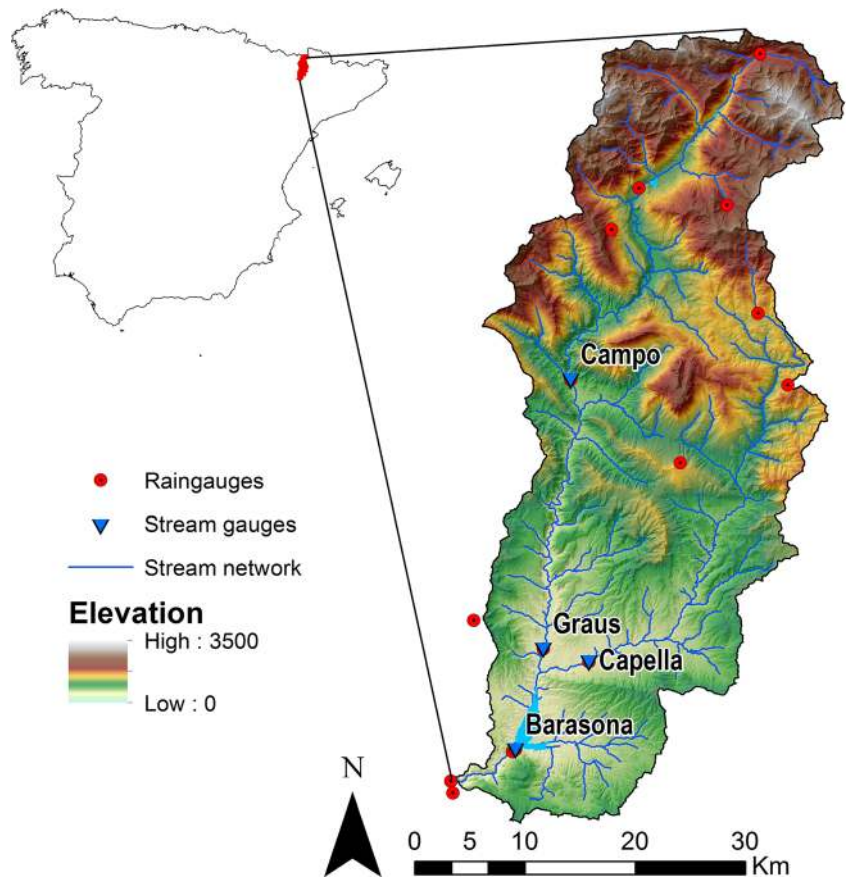 Campo
Raingauges
Stream gauges
Stream network
Elevation
High : 3500
Low : 0
Graus
Capella
Barasona
N
0 10 20 30
Km